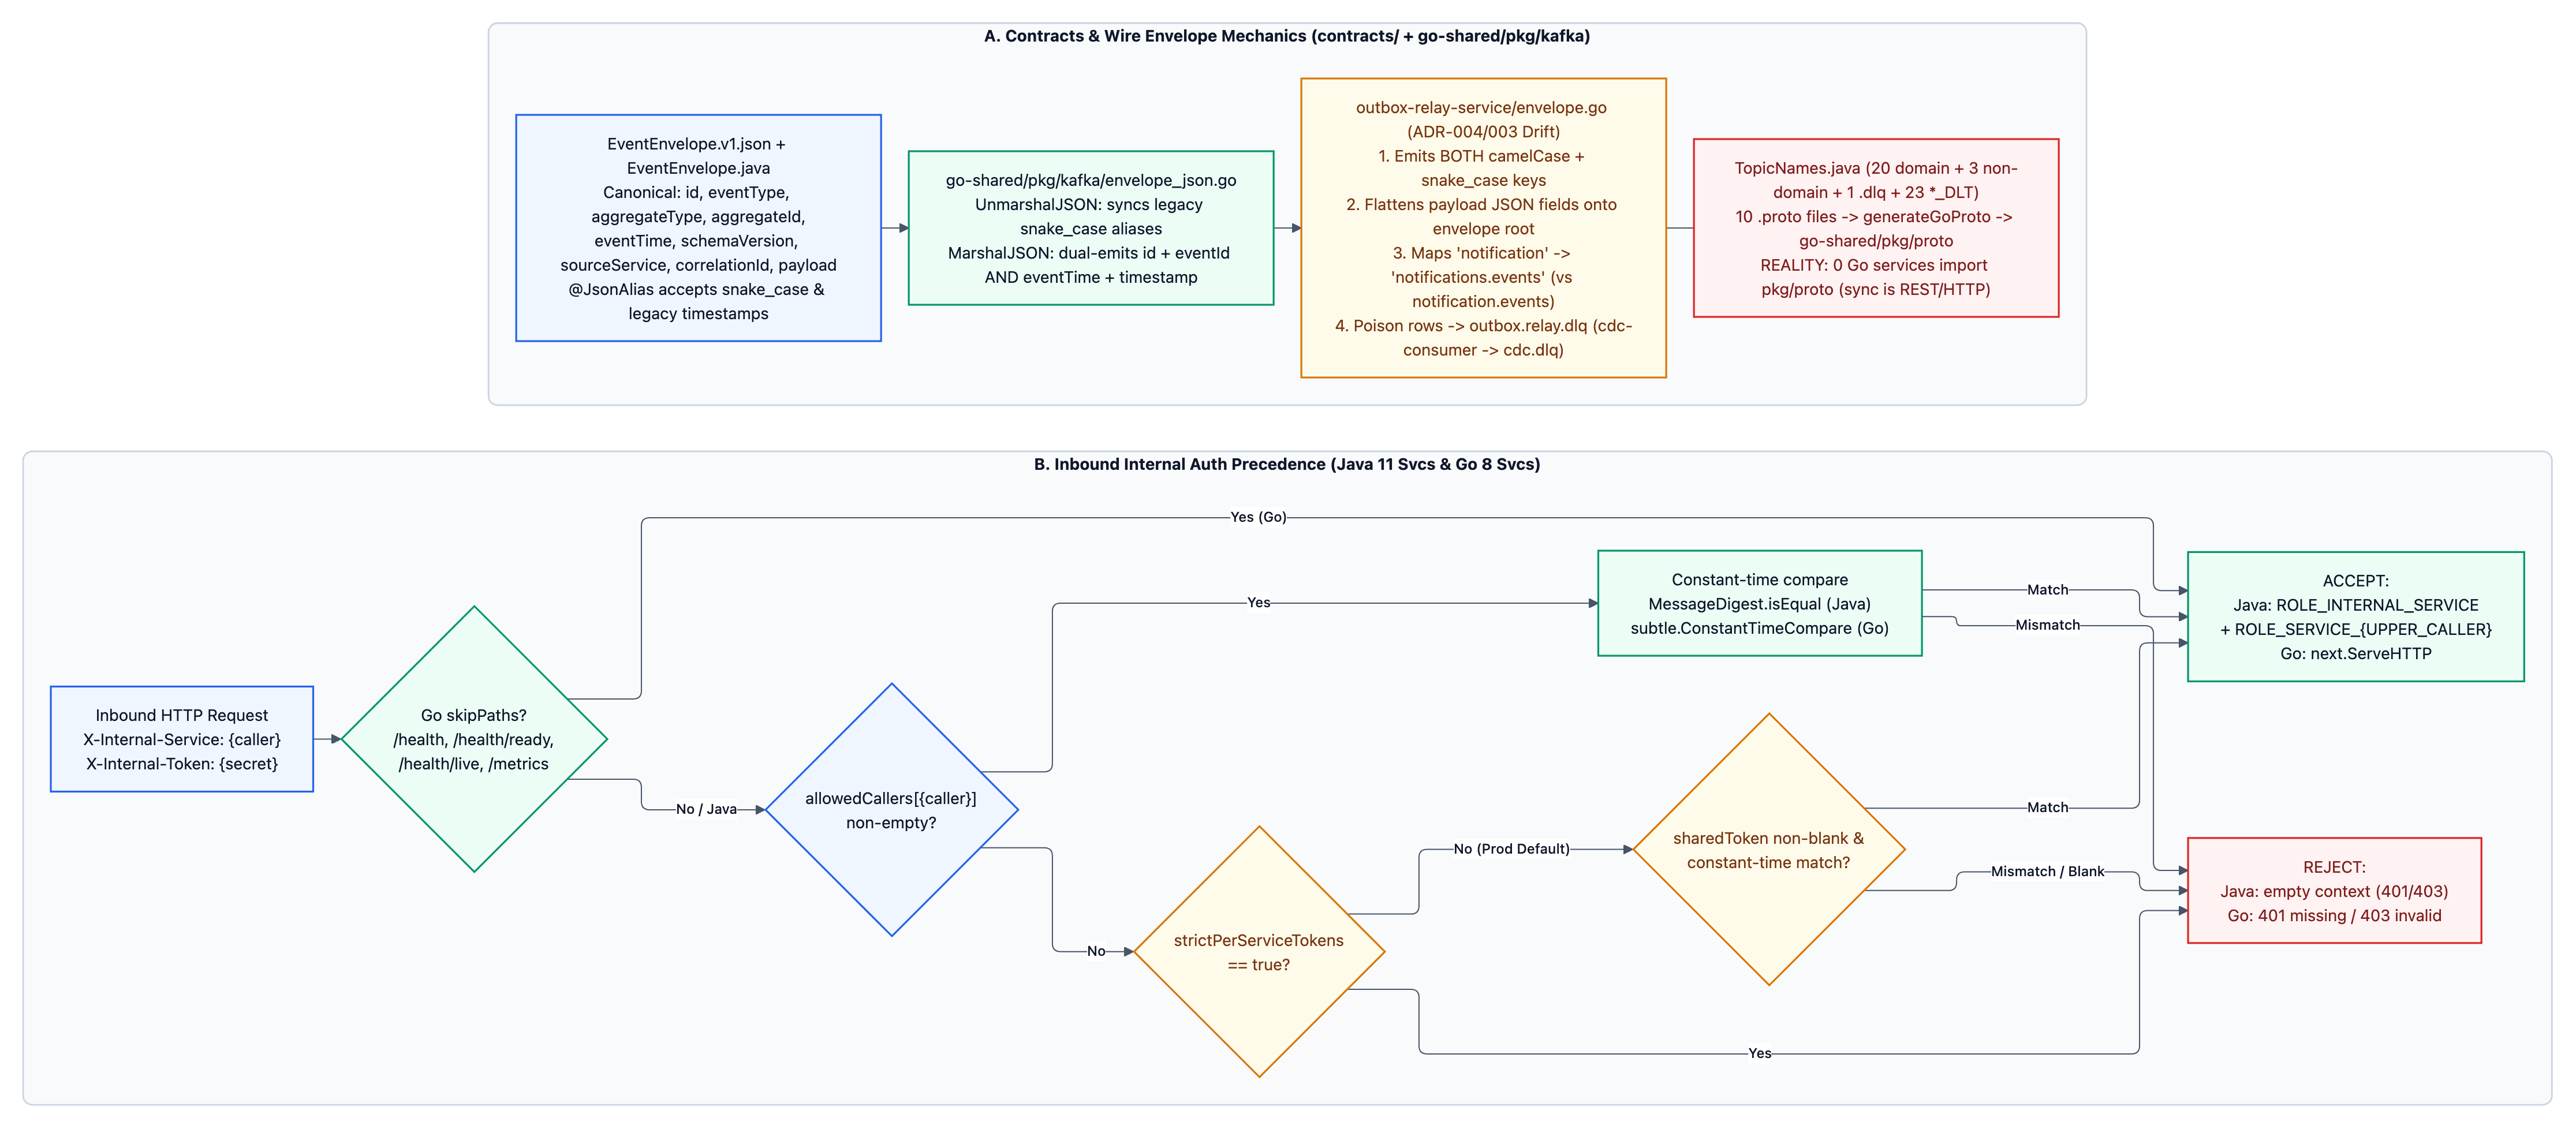 A. Contracts & Wire Envelope Mechanics (contracts/ + go-shared/pkg/kafka)
EventEnvelope.v1.json +
EventEnvelope.java
Canonical: id, eventType,
aggregateType, aggregateId,
eventTime, schemaVersion,
sourceService, correlationId, payload
@JsonAlias accepts snake_case &
legacy timestamps
go-shared/pkg/kafka/envelope_json.go
UnmarshalJSON: syncs legacy
snake_case aliases
MarshalJSON: dual-emits id + eventId
AND eventTime + timestamp
outbox-relay-service/envelope.go
(ADR-004/003 Drift)
1. Emits BOTH camelCase +
snake_case keys
2. Flattens payload JSON fields onto
envelope root
3. Maps 'notification' ->
'notifications.events' (vs
notification.events)
4. Poison rows -> outbox.relay.dlq (cdc-
consumer -> cdc.dlq)
TopicNames.java (20 domain + 3 non-
domain + 1 .dlq + 23 *_DLT)
10 .proto files -> generateGoProto ->
go-shared/pkg/proto
REALITY: 0 Go services import
pkg/proto (sync is REST/HTTP)
B. Inbound Internal Auth Precedence (Java 11 Svcs & Go 8 Svcs)
Inbound HTTP Request
X-Internal-Service: {caller}
X-Internal-Token: {secret}
Go skipPaths?
/health, /health/ready,
/health/live, /metrics
Yes (Go)
No / Java
allowedCallers[{caller}]
non-empty?
Yes
No
Constant-time compare
MessageDigest.isEqual (Java)
subtle.ConstantTimeCompare (Go)
Match
Mismatch
strictPerServiceTokens
== true?
No (Prod Default)
Yes
sharedToken non-blank &
constant-time match?
Match
Mismatch / Blank
ACCEPT:
Java: ROLE_INTERNAL_SERVICE
+ ROLE_SERVICE_{UPPER_CALLER}
Go: next.ServeHTTP
REJECT:
Java: empty context (401/403)
Go: 401 missing / 403 invalid